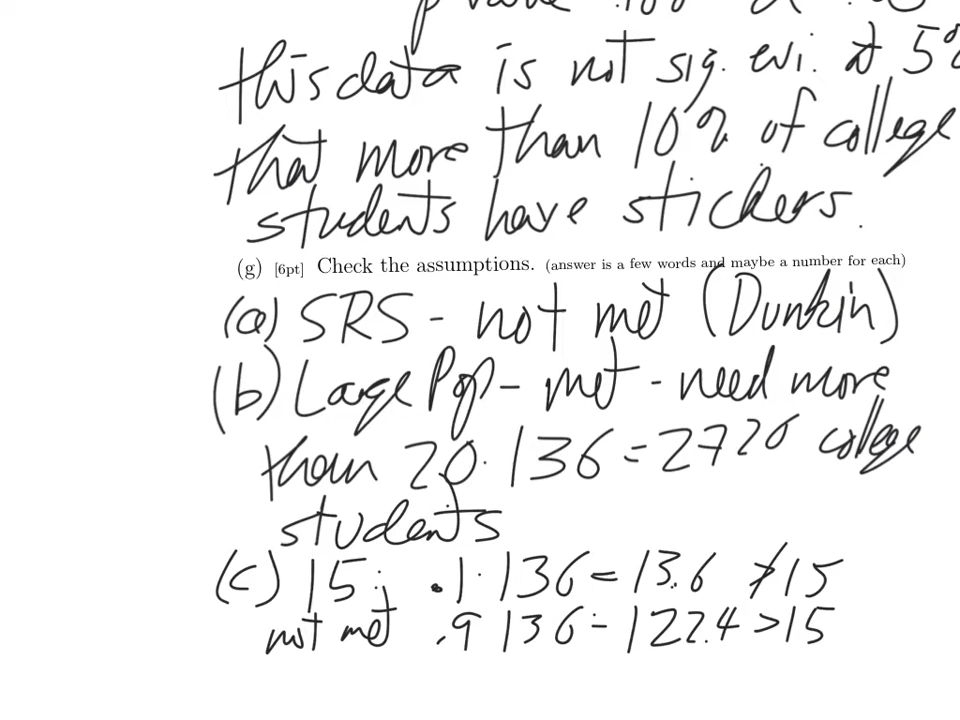 this data is not sig. evi. at 5%
that more than 10% of college
students have stickers.
(g) [6pt] Check the assumptions. (answer is a few words and maybe a number for each)
(a) SRS - not met (Dunkin)
(b) Large Pop - met - need more
than 20·136=2720 college
students
(c) 15; .1·136=13.6 ≯15
not met .9 136=122.4>15